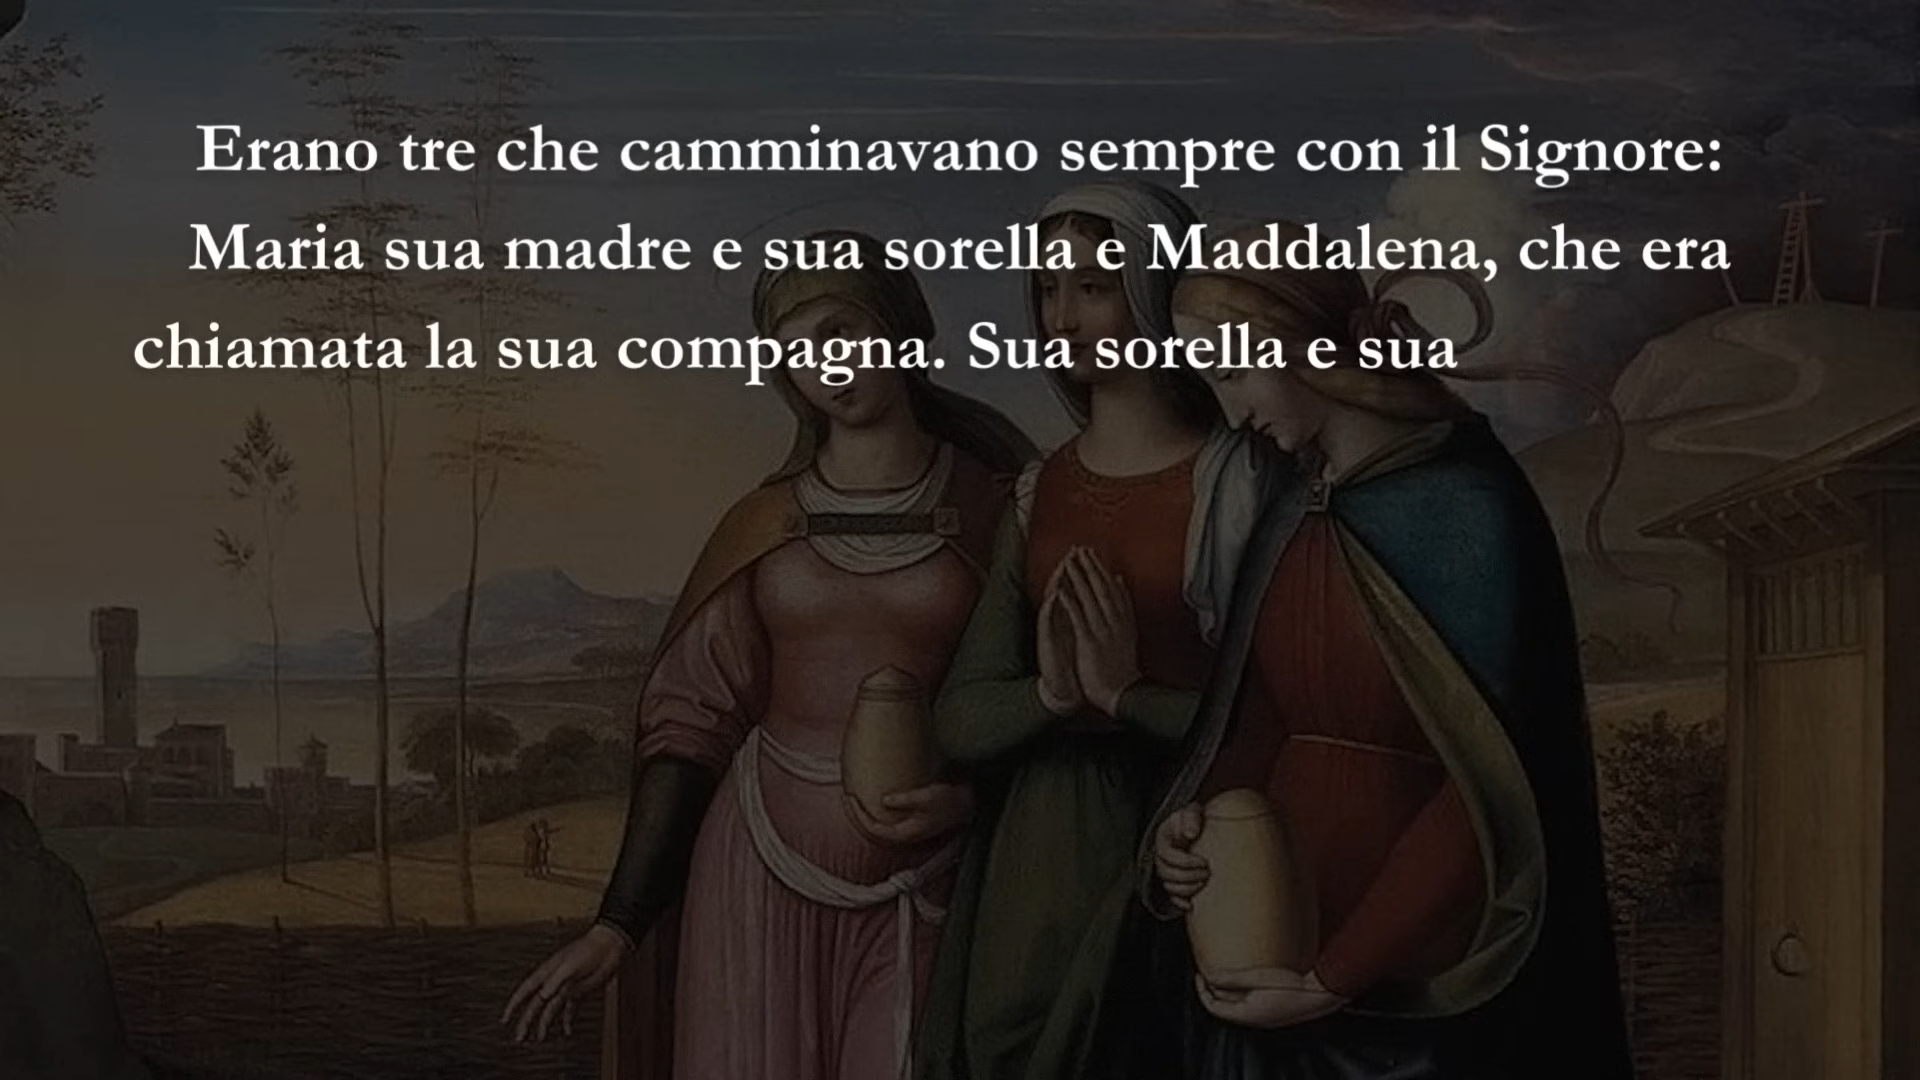 Erano tre che camminavano sempre con il Signore:
Maria sua madre e sua sorella e Maddalena, che era
chiamata la sua compagna. Sua sorella e sua